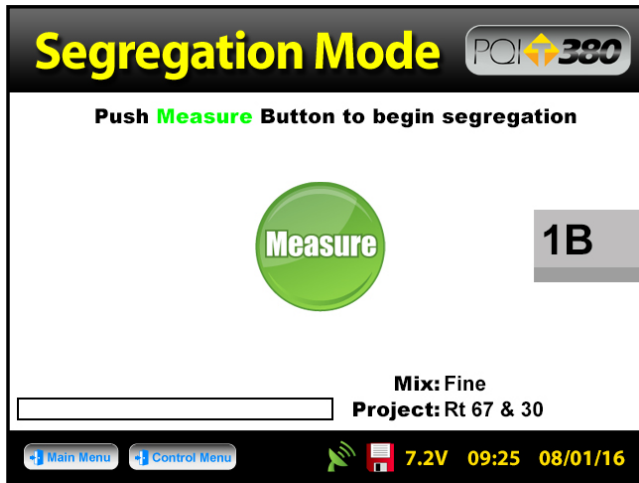 Segregation Mode PQI T 380
Push Measure Button to begin segregation
Measure
1B
Mix: Fine
Project: Rt 67 & 30
Main Menu Control Menu 7.2V 09:25 08/01/16